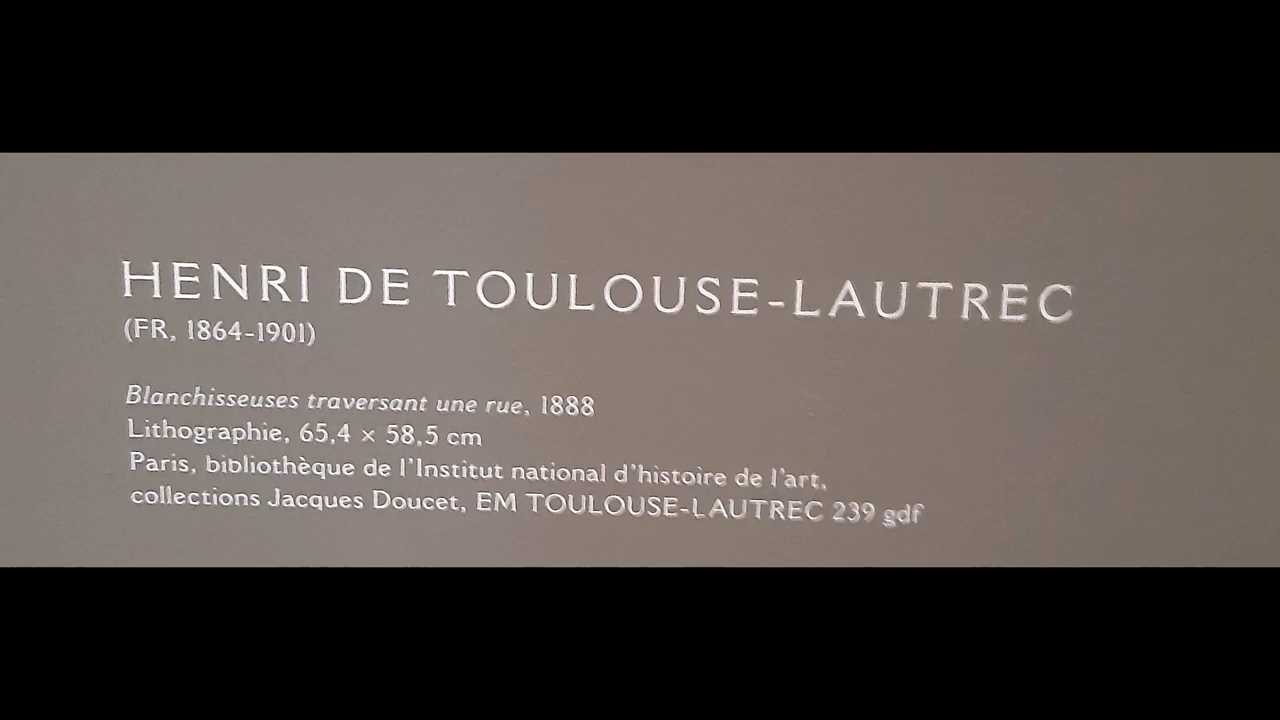 HENRI DE TOULOUSE-LAUTREC
(FR, 1864-1901)
Blanchisseuses traversant une rue, 1888
Lithographie, 65,4 × 58,5 cm
Paris, bibliothèque de l'Institut national d'histoire de l'art,
collections Jacques Doucet, EM TOULOUSE-LAUTREC 239 gdf